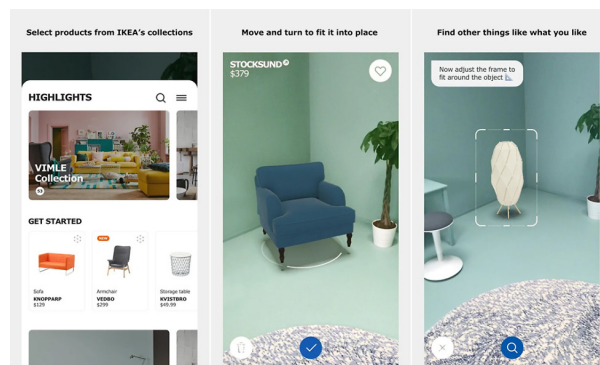 Select products from IKEA's collections
HIGHLIGHTS
VIMLE
Collection
GET STARTED
NEW
Sofa
KNOPPARP
$129
Armchair
VEDBO
$299
Storage table
KVISTBRO
$49.99
Move and turn to fit it into place
STOCKSUND
$379
Find other things like what you like
Now adjust the frame to
fit around the object